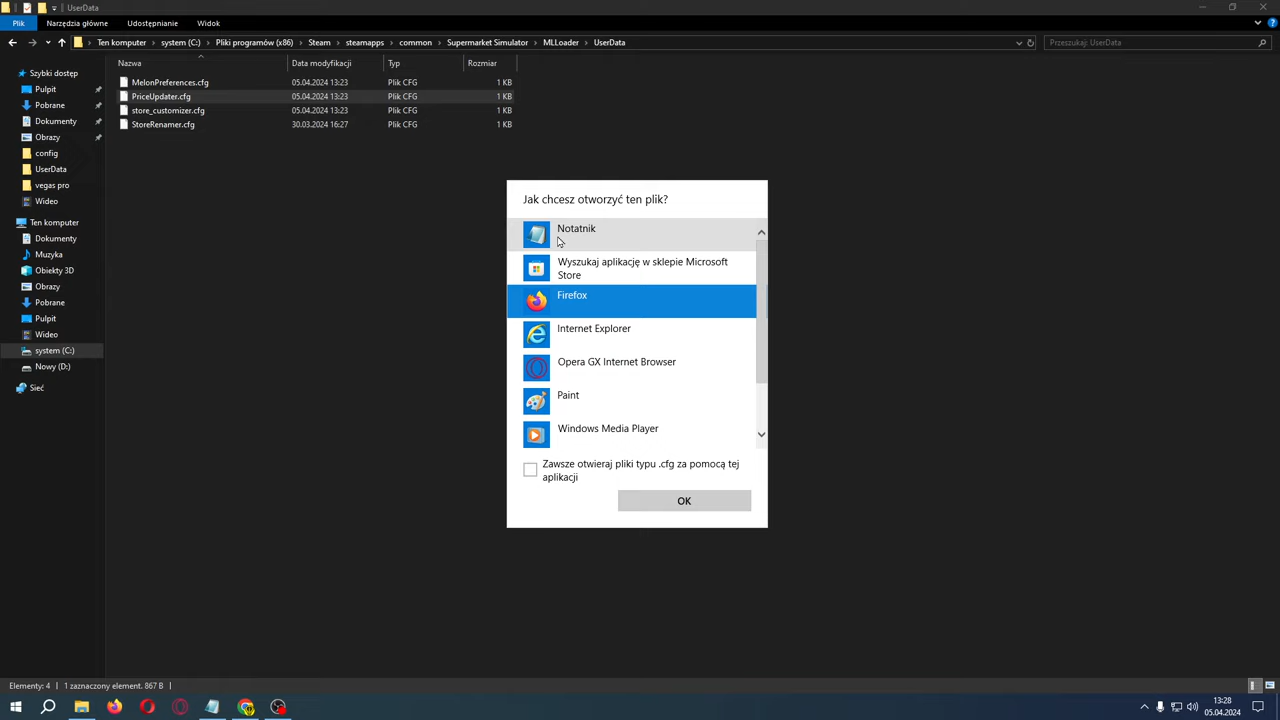 UserData
Plik
Narzędzia główne
Udostępnianie
Widok
Ten komputer
system (C:)
Pliki programów (x86)
Steam
steamapps
common
Supermarket Simulator
MLLoader
UserData
Przeszukaj: UserData
Nazwa
Data modyfikacji
Typ
Rozmiar
MelonPreferences.cfg
05.04.2024 13:23
Plik CFG
1 KB
PriceUpdater.cfg
05.04.2024 13:23
Plik CFG
1 KB
store_customizer.cfg
05.04.2024 13:23
Plik CFG
1 KB
StoreRenamer.cfg
30.03.2024 16:27
Plik CFG
1 KB
Szybki dostęp
Pulpit
Pobrane
Dokumenty
Obrazy
config
UserData
vegas pro
Wideo
Ten komputer
Dokumenty
Muzyka
Obiekty 3D
Obrazy
Pobrane
Pulpit
Wideo
system (C:)
Nowy (D:)
Sieć
Jak chcesz otworzyć ten plik?
Notatnik
Wyszukaj aplikację w sklepie Microsoft
Store
Firefox
Internet Explorer
Opera GX Internet Browser
Paint
Windows Media Player
Zawsze otwieraj pliki typu .cfg za pomocą tej
aplikacji
OK
Elementy: 4
1 zaznaczony element. 867 B
13:28
05.04.2024